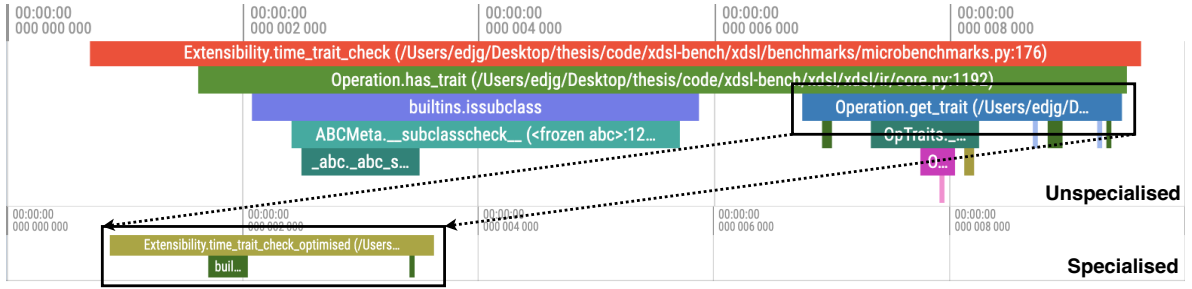 00:00:00 00:00:00 00:00:00 00:00:00 00:00:00
000 000 000 000 000 002 000 000 004 000 000 006 000 000 008
Extensibility.time_trait_check (/Users/edjg/Desktop/thesis/code/xdsl-bench/xdsl/benchmarks/microbenchmarks.py:176)
Operation.has_trait (/Users/edjg/Desktop/thesis/code/xdsl-bench/xdsl/xdsl/ir/core.py:1192)
builtins.issubclass Operation.get_trait (/Users/edjg/D...
ABCMeta.__subclasscheck__ (<frozen abc>:12... OpTraits._...
_abc._abc_s... O...
Unspecialised
00:00:00 00:00:00 00:00:00 00:00:00 00:00:00
000 000 000 000 000 002 000 000 004 000 000 006 000 000 008
Extensibility.time_trait_check_optimised (/Users...
buil...
Specialised